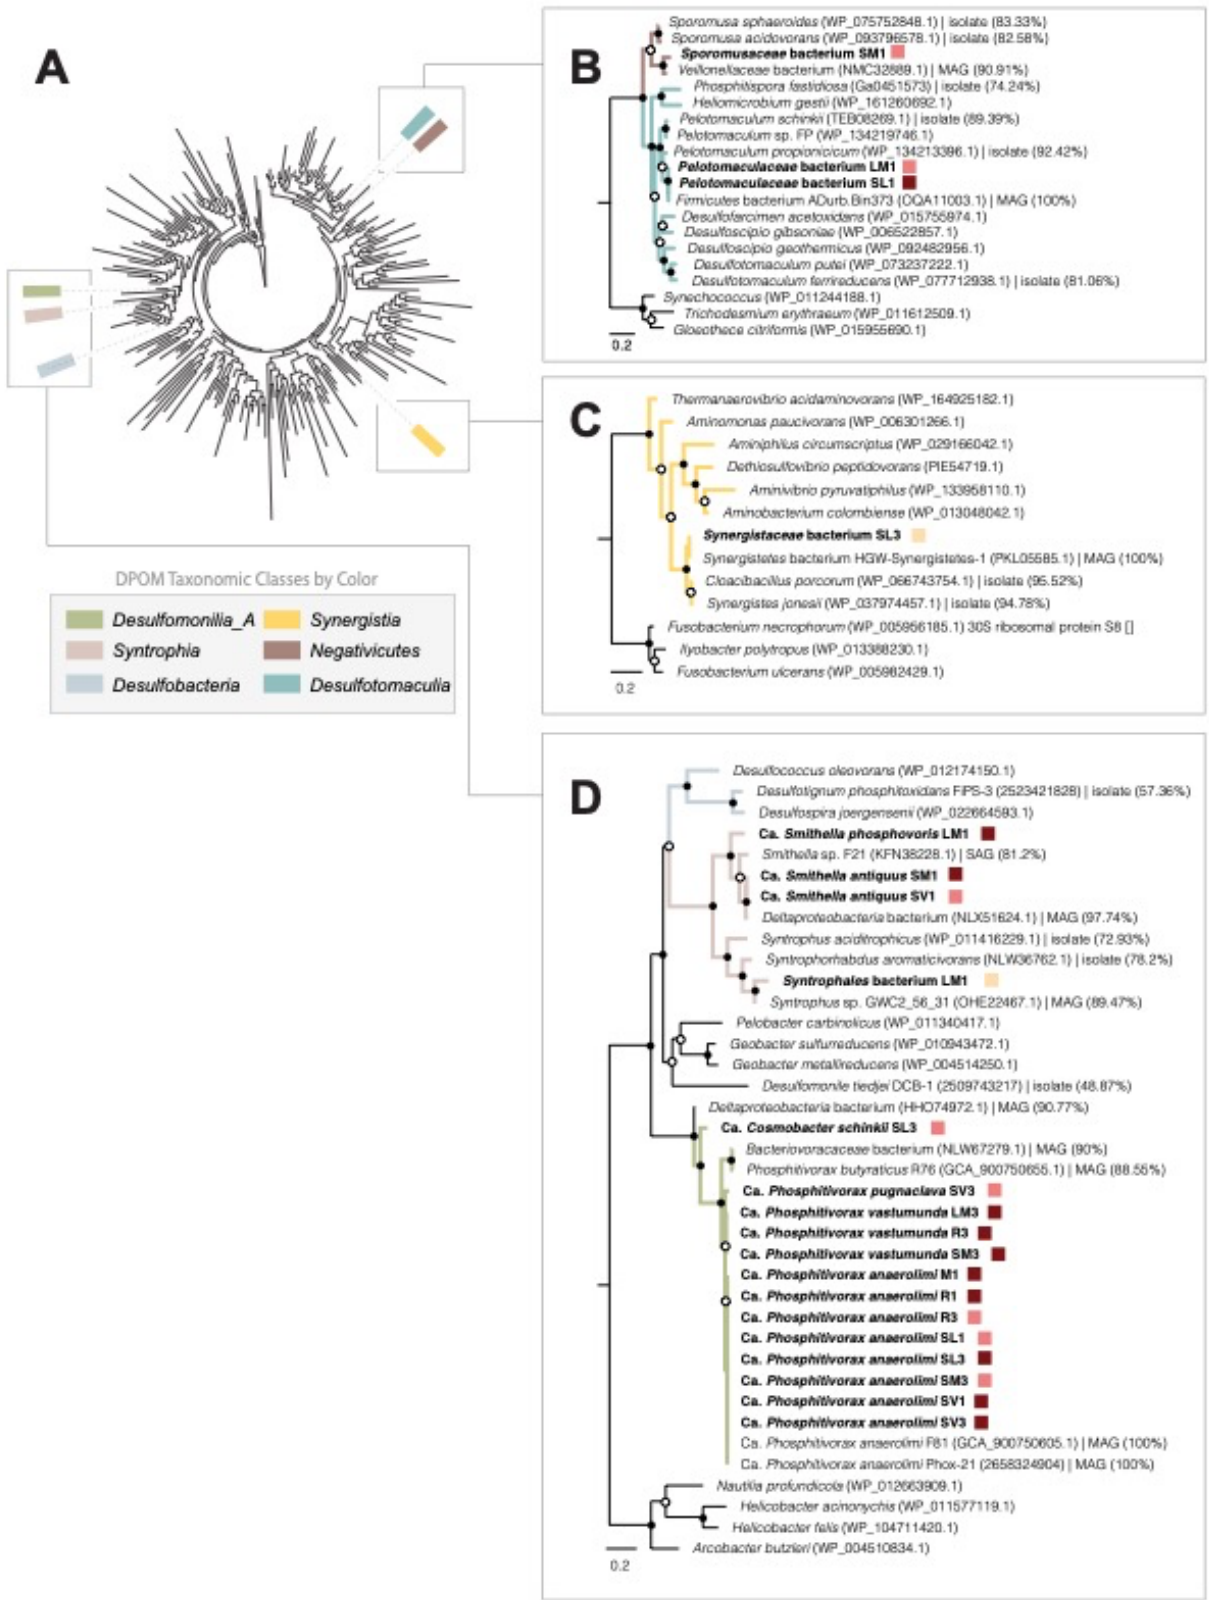 A
B
Sporomusa sphaeroides (WP_075752848.1) | isolate (83.33%)
Sporomusa acidovorans (WP_093796578.1) | isolate (82.58%)
Sporomusaceae bacterium SM1
Veillonellaceae bacterium (NMC32889.1) | MAG (90.91%)
Phosphitispora fastidiosa (Ga0451573) | isolate (74.24%)
Heliomicrobium gestii (WP_161260692.1)
Pelotomaculum schinkii (TEB08269.1) | isolate (89.39%)
Pelotomaculum sp. FP (WP_134219746.1)
Pelotomaculum propionicicum (WP_134213396.1) | isolate (92.42%)
Pelotomaculaceae bacterium LM1
Pelotomaculaceae bacterium SL1
Firmicutes bacterium ADurb.Bin373 (OQA11003.1) | MAG (100%)
Desulfofarcimen acetoxidans (WP_015755974.1)
Desulfoscipio gibsoniae (WP_006522857.1)
Desulfoscipio geothermicus (WP_092482956.1)
Desulfotomaculum putei (WP_073237222.1)
Desulfotomaculum ferrireducens (WP_077712938.1) | isolate (81.06%)
Synechococcus (WP_011244188.1)
Trichodesmium erythraeum (WP_011612509.1)
Gloeothece citriformis (WP_015955690.1)
0.2
C
Thermanaerovibrio acidaminovorans (WP_164925182.1)
Aminomonas paucivorans (WP_006301266.1)
Aminiphilus circumscriptus (WP_029166042.1)
Dethiosulfovibrio peptidovorans (PIE54719.1)
Aminivibrio pyruvatiphilus (WP_133958110.1)
Aminobacterium colombiense (WP_013048042.1)
Synergistaceae bacterium SL3
Synergistetes bacterium HGW-Synergistetes-1 (PKL05585.1) | MAG (100%)
Cloacibacillus porcorum (WP_066743754.1) | isolate (95.52%)
Synergistes jonesii (WP_037974457.1) | isolate (94.78%)
Fusobacterium necrophorum (WP_005956185.1) 30S ribosomal protein S8 []
Ilyobacter polytropus (WP_013388230.1)
Fusobacterium ulcerans (WP_005982429.1)
0.2
DPOM Taxonomic Classes by Color
Desulfomonilia_A
Synergistia
Syntrophia
Negativicutes
Desulfobacteria
Desulfotomaculia
D
Desulfococcus oleovorans (WP_012174150.1)
Desulfotignum phosphitoxidans FiPS-3 (2523421828) | isolate (57.36%)
Desulfospira joergensenii (WP_022664593.1)
Ca. Smithella phosphovoris LM1
Smithella sp. F21 (KFN38228.1) | SAG (81.2%)
Ca. Smithella antiguus SM1
Ca. Smithella antiguus SV1
Deltaproteobacteria bacterium (NLX51624.1) | MAG (97.74%)
Syntrophus aciditrophicus (WP_011416229.1) | isolate (72.93%)
Syntrophorhabdus aromaticivorans (NLW36762.1) | isolate (78.2%)
Syntrophales bacterium LM1
Syntrophus sp. GWC2_56_31 (OHE22467.1) | MAG (89.47%)
Pelobacter carbinolicus (WP_011340417.1)
Geobacter sulfurreducens (WP_010943472.1)
Geobacter metallireducens (WP_004514250.1)
Desulfomonile tiedjei DCB-1 (2509743217) | isolate (48.87%)
Deltaproteobacteria bacterium (HHO74972.1) | MAG (90.77%)
Ca. Cosmobacter schinkii SL3
Bacteriovoracaceae bacterium (NLW67279.1) | MAG (90%)
Phosphitivorax butyraticus R76 (GCA_900750655.1) | MAG (88.55%)
Ca. Phosphitivorax pugnaclava SV3
Ca. Phosphitivorax vastumunda LM3
Ca. Phosphitivorax vastumunda R3
Ca. Phosphitivorax vastumunda SM3
Ca. Phosphitivorax anaerolimi M1
Ca. Phosphitivorax anaerolimi R1
Ca. Phosphitivorax anaerolimi R3
Ca. Phosphitivorax anaerolimi SL1
Ca. Phosphitivorax anaerolimi SL3
Ca. Phosphitivorax anaerolimi SM3
Ca. Phosphitivorax anaerolimi SV1
Ca. Phosphitivorax anaerolimi SV3
Ca. Phosphitivorax anaerolimi F81 (GCA_900750605.1) | MAG (100%)
Ca. Phosphitivorax anaerolimi Phox-21 (2658324904) | MAG (100%)
Nautilia profundicola (WP_012663909.1)
Helicobacter acinonychis (WP_011577119.1)
Helicobacter felis (WP_104711420.1)
Arcobacter butzleri (WP_004510834.1)
0.2